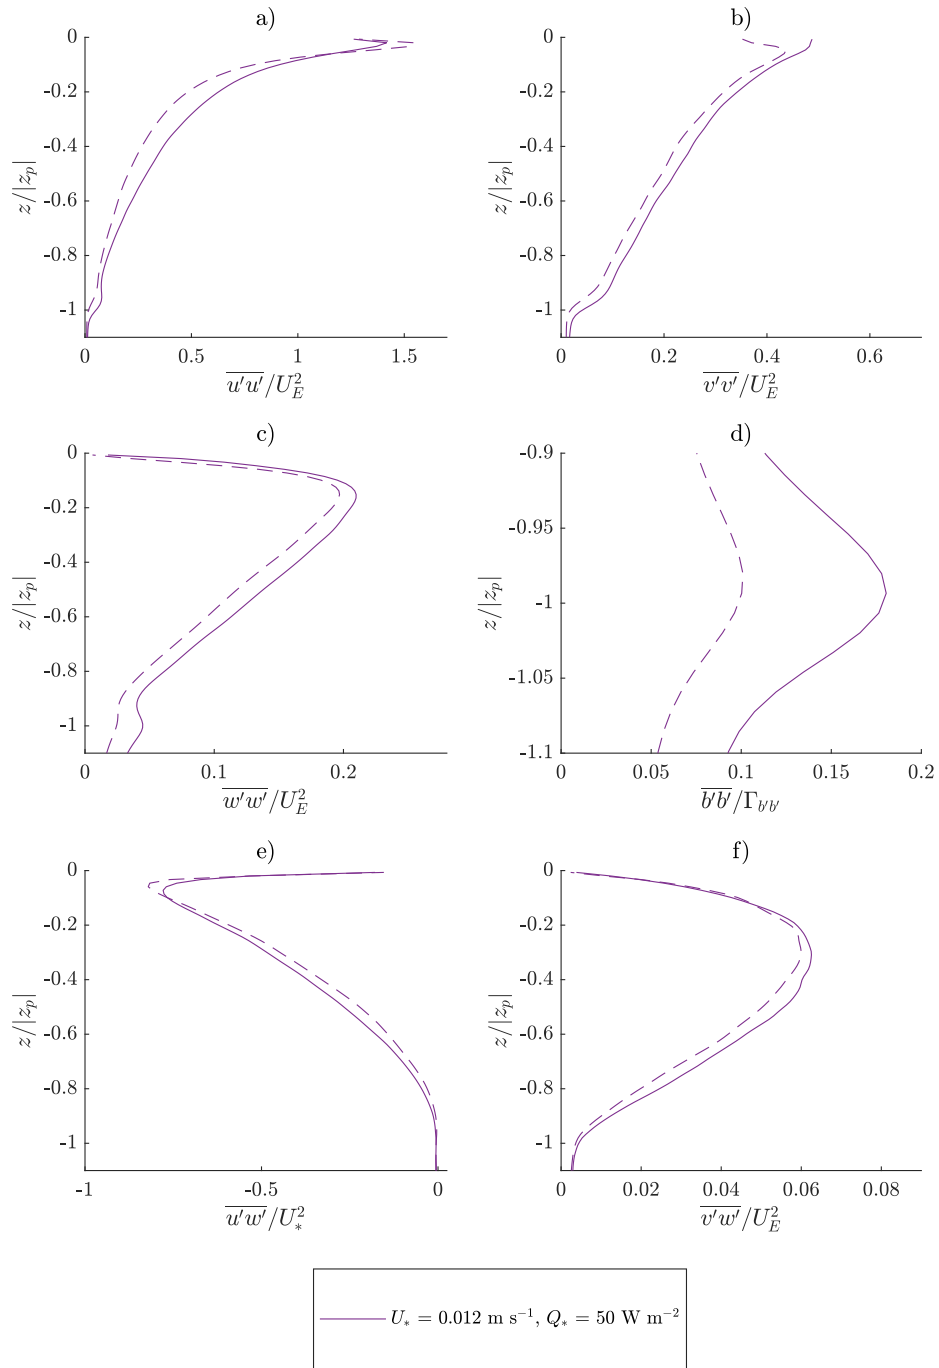 a)
0
-0.2
-0.4
-0.6
-0.8
-1
z/|z_p|
0 0.5 1 1.5
\overline{u'u'}/U_E^2
b)
0
-0.2
-0.4
-0.6
-0.8
-1
z/|z_p|
0 0.2 0.4 0.6
\overline{v'v'}/U_E^2
c)
0
-0.2
-0.4
-0.6
-0.8
-1
z/|z_p|
0 0.1 0.2
\overline{w'w'}/U_E^2
d)
-0.9
-0.95
-1
-1.05
-1.1
z/|z_p|
0 0.05 0.1 0.15 0.2
\overline{b'b'}/Γ_{b'b'}
e)
0
-0.2
-0.4
-0.6
-0.8
-1
z/|z_p|
-1 -0.5 0
\overline{u'w'}/U_*^2
f)
0
-0.2
-0.4
-0.6
-0.8
-1
z/|z_p|
0 0.02 0.04 0.06 0.08
\overline{v'w'}/U_E^2
U_* = 0.012 m s⁻¹, Q_* = 50 W m⁻²